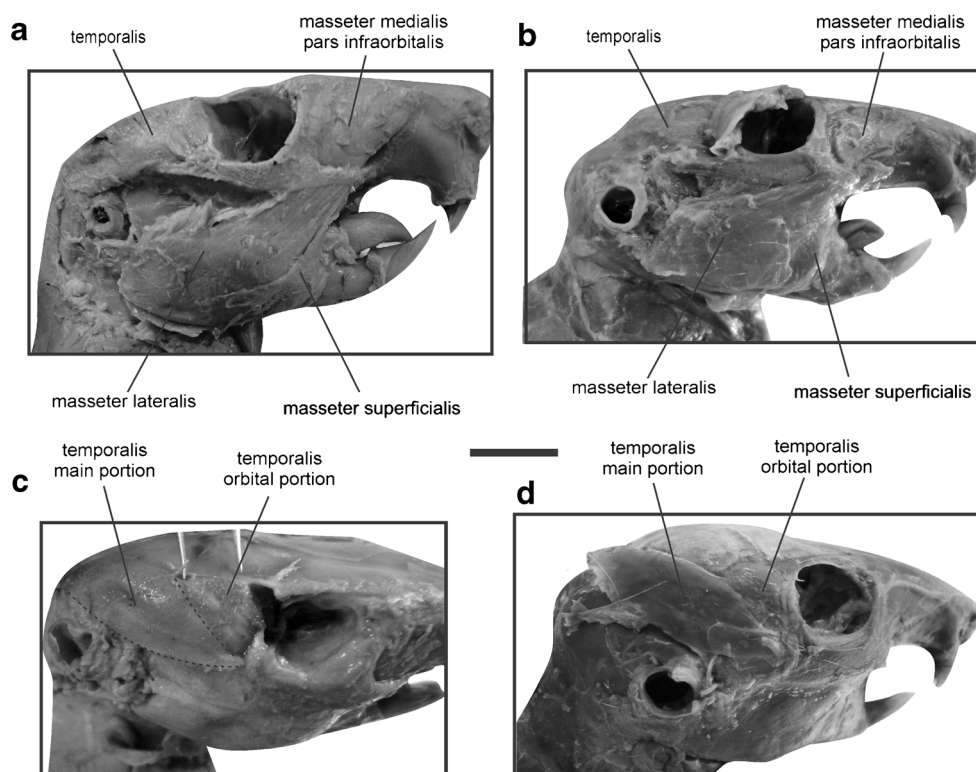 a
temporalis
masseter medialis
pars infraorbitalis
b
temporalis
masseter medialis
pars infraorbitalis
masseter lateralis
masseter superficialis
masseter lateralis
masseter superficialis
c
temporalis
main portion
temporalis
orbital portion
d
temporalis
main portion
temporalis
orbital portion